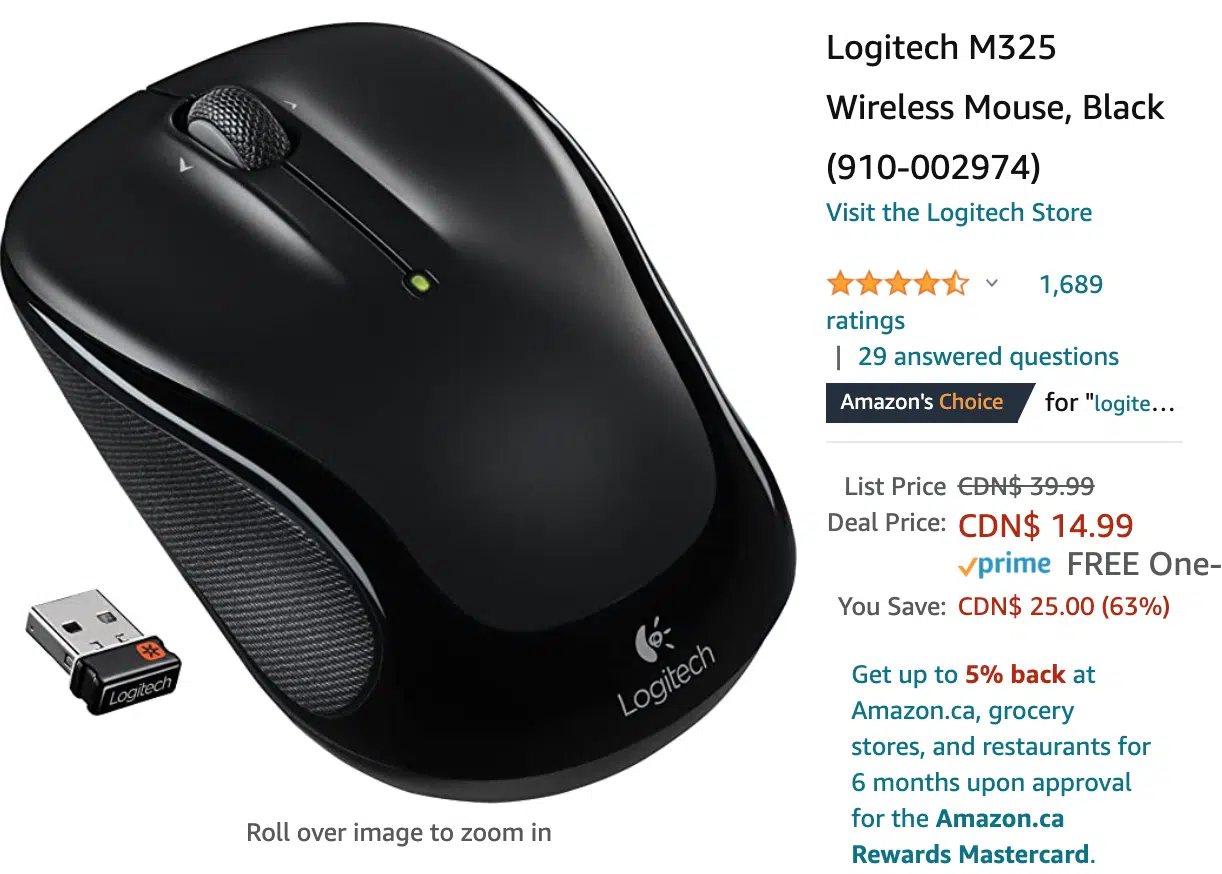 Logitech M325
Wireless Mouse, Black
(910-002974)
Visit the Logitech Store
1,689
ratings
| 29 answered questions
Amazon's Choice for "logite...
List Price CDN$ 39.99
Deal Price: CDN$ 14.99
prime FREE One-
You Save: CDN$ 25.00 (63%)
Get up to 5% back at
Amazon.ca, grocery
stores, and restaurants for
6 months upon approval
for the Amazon.ca
Rewards Mastercard.
Logitech
Logitech
Roll over image to zoom in